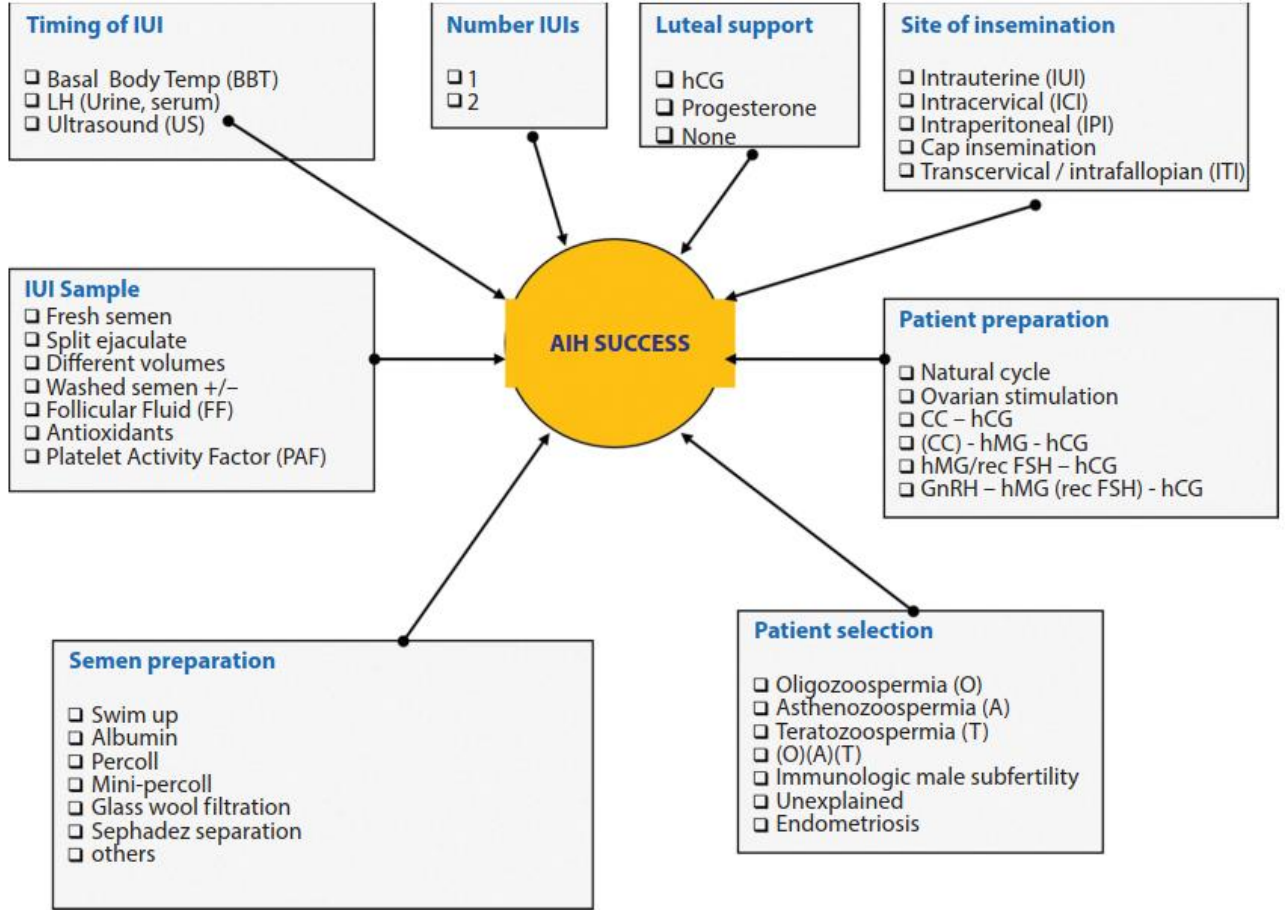 Timing of IUI
❑ Basal Body Temp (BBT)
❑ LH (Urine, serum)
❑ Ultrasound (US)
Number IUIs
❑ 1
❑ 2
Luteal support
❑ hCG
❑ Progesterone
❑ None
Site of insemination
❑ Intrauterine (IUI)
❑ Intracervical (ICI)
❑ Intraperitoneal (IPI)
❑ Cap insemination
❑ Transcervical / intrafallopian (ITI)
IUI Sample
❑ Fresh semen
❑ Split ejaculate
❑ Different volumes
❑ Washed semen +/–
❑ Follicular Fluid (FF)
❑ Antioxidants
❑ Platelet Activity Factor (PAF)
AIH SUCCESS
Patient preparation
❑ Natural cycle
❑ Ovarian stimulation
❑ CC – hCG
❑ (CC) - hMG - hCG
❑ hMG/rec FSH – hCG
❑ GnRH – hMG (rec FSH) - hCG
Semen preparation
❑ Swim up
❑ Albumin
❑ Percoll
❑ Mini-percoll
❑ Glass wool filtration
❑ Sephadez separation
❑ others
Patient selection
❑ Oligozoospermia (O)
❑ Asthenozoospermia (A)
❑ Teratozoospermia (T)
❑ (O)(A)(T)
❑ Immunologic male subfertility
❑ Unexplained
❑ Endometriosis